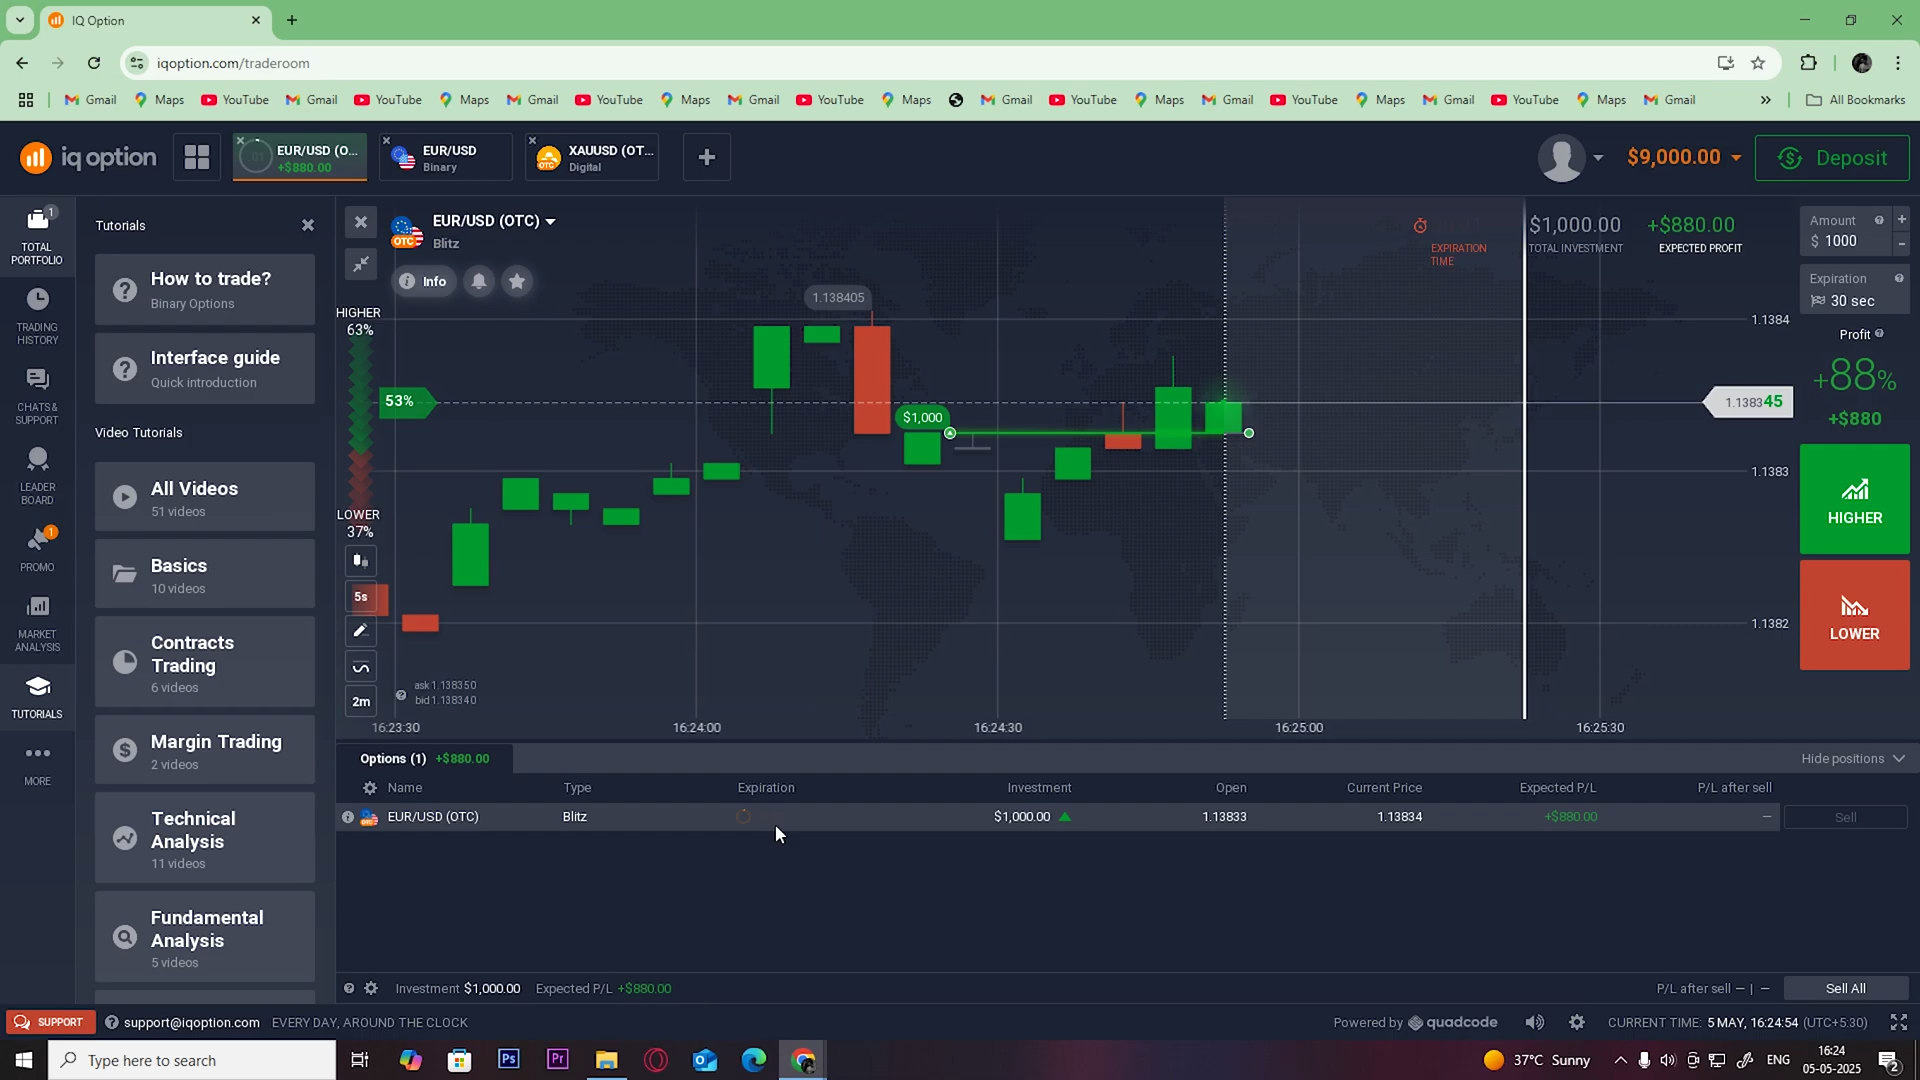 IQ Option
iqoption.com/traderoom
Gmail
Maps
YouTube
Gmail
YouTube
Maps
Gmail
YouTube
Maps
Gmail
YouTube
Maps
Gmail
YouTube
Maps
Gmail
YouTube
Maps
Gmail
YouTube
Maps
Gmail
All Bookmarks
iq option
EUR/USD (O...
+$880.00
EUR/USD
Binary
OTC
XAUUSD (OT...
Digital
$9,000.00
Deposit
1
TOTAL
PORTFOLIO
TRADING
HISTORY
CHATS &
SUPPORT
LEADER
BOARD
1
PROMO
MARKET
ANALYSIS
TUTORIALS
MORE
Tutorials
How to trade?
Binary Options
Interface guide
Quick introduction
Video Tutorials
All Videos
51 videos
Basics
10 videos
Contracts
Trading
6 videos
Margin Trading
2 videos
Technical
Analysis
11 videos
Fundamental
Analysis
5 videos
OTC
EUR/USD (OTC)
Blitz
Info
HIGHER
63%
53%
LOWER
37%
5s
2m
ask 1.138350
bid 1.138340
1.138405
$1,000
EXPIRATION
TIME
$1,000.00
TOTAL INVESTMENT
+$880.00
EXPECTED PROFIT
1.1384
1.138345
1.1383
1.1382
16:23:30
16:24:00
16:24:30
16:25:00
16:25:30
Amount
$ 1000
Expiration
30 sec
Profit
+88%
+$880
HIGHER
LOWER
Options (1) +$880.00
Hide positions
Name Type Expiration Investment Open Current Price Expected P/L P/L after sell
EUR/USD (OTC) Blitz $1,000.00 1.13833 1.13834 +$880.00 – Sell
Investment $1,000.00 Expected P/L +$880.00
P/L after sell – | –
Sell All
SUPPORT
support@iqoption.com
EVERY DAY, AROUND THE CLOCK
Powered by quadcode
CURRENT TIME: 5 MAY, 16:24:54 (UTC+5:30)
Type here to search
Ps
Pr
37°C Sunny
ENG
16:24
05-05-2025
2